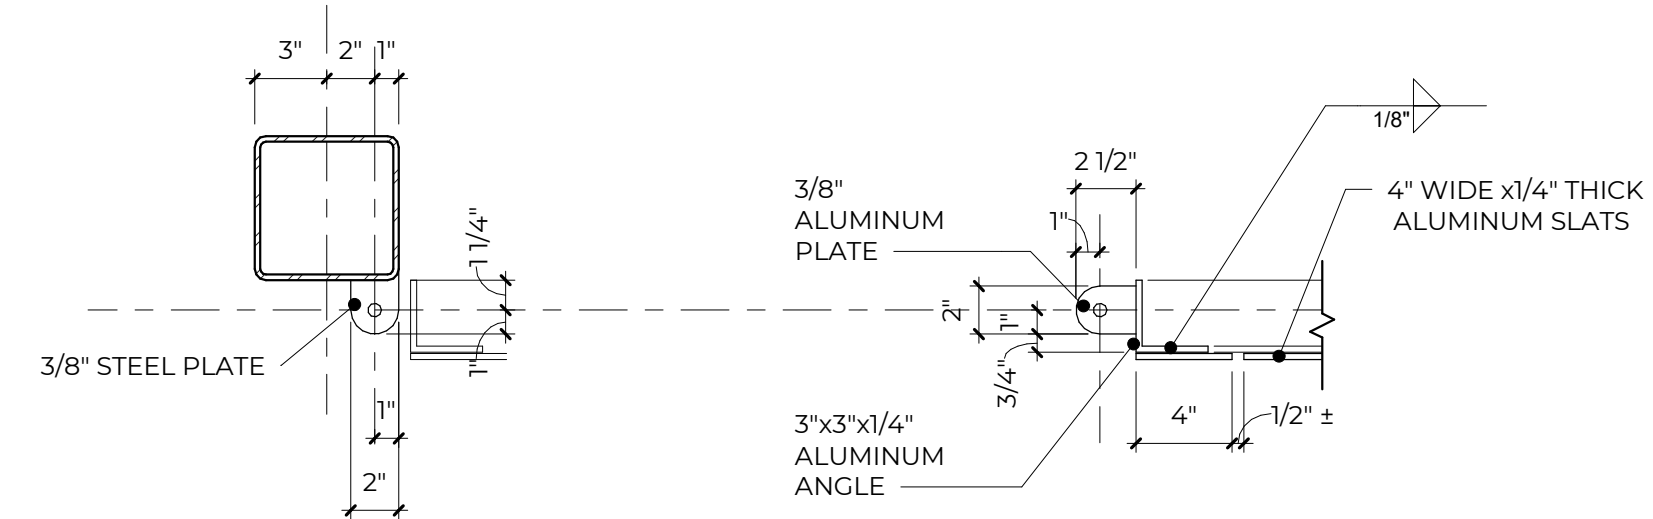 3" 2" 1"
1 1/4"
1"
3/8" STEEL PLATE
1"
2"
1/8"
2 1/2"
3/8"
ALUMINUM
PLATE
1"
4" WIDE x1/4" THICK
ALUMINUM SLATS
2"
1"
3/4"
3"x3"x1/4"
ALUMINUM
ANGLE
4"
1/2" ±